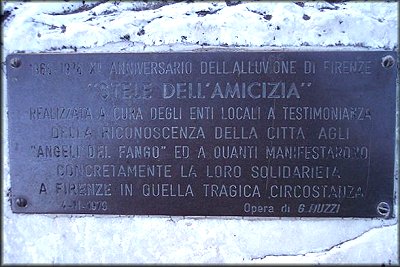 1966-1976 XII ANNIVERSARIO DELL'ALLUVIONE DI FIRENZE
"STELE DELL'AMICIZIA"
REALIZZATA A CURA DEGLI ENTI LOCALI A TESTIMONIANZA
DELLA RICONOSCENZA DELLA CITTÀ AGLI
"ANGELI DEL FANGO" ED A QUANTI MANIFESTARONO
CONCRETAMENTE LA LORO SOLIDARIETÀ
A FIRENZE IN QUELLA TRAGICA CIRCOSTANZA
Opera di G.